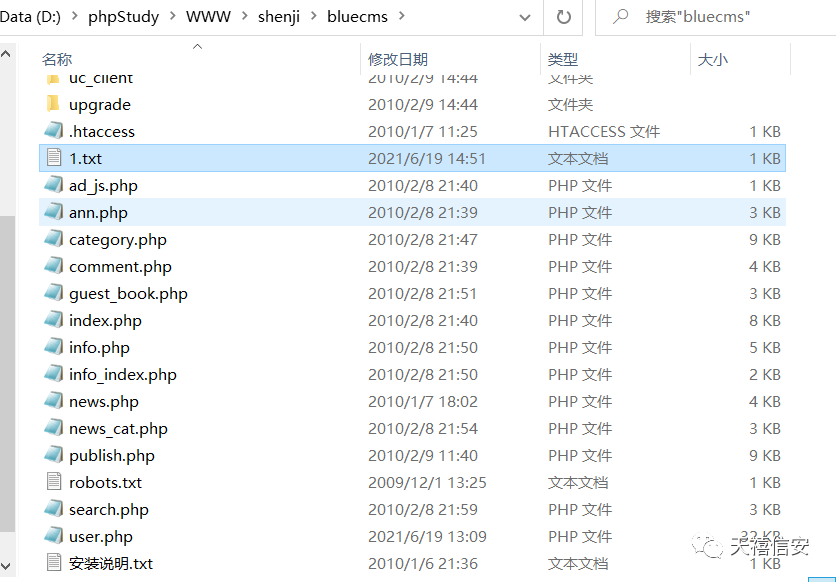 Data (D:) > phpStudy > WWW > shenji > bluecms >
搜索"bluecms"
名称 修改日期 类型 大小
uc_client 2010/2/9 14:44 文件夹
upgrade 2010/2/9 14:44 文件夹
.htaccess 2010/1/7 11:25 HTACCESS 文件 1 KB
1.txt 2021/6/19 14:51 文本文档 1 KB
ad_js.php 2010/2/8 21:40 PHP 文件 1 KB
ann.php 2010/2/8 21:39 PHP 文件 3 KB
category.php 2010/2/8 21:47 PHP 文件 9 KB
comment.php 2010/2/8 21:39 PHP 文件 4 KB
guest_book.php 2010/2/8 21:51 PHP 文件 3 KB
index.php 2010/2/8 21:40 PHP 文件 8 KB
info.php 2010/2/8 21:50 PHP 文件 5 KB
info_index.php 2010/2/8 21:50 PHP 文件 2 KB
news.php 2010/1/7 18:02 PHP 文件 4 KB
news_cat.php 2010/2/8 21:54 PHP 文件 3 KB
publish.php 2010/2/9 11:40 PHP 文件 9 KB
robots.txt 2009/12/1 13:25 文本文档 1 KB
search.php 2010/2/8 21:59 PHP 文件 3 KB
user.php 2021/6/19 13:09 PHP 文件 32 KB
天禧信安
安装说明.txt 2010/1/6 21:36 文本文档 1 KB